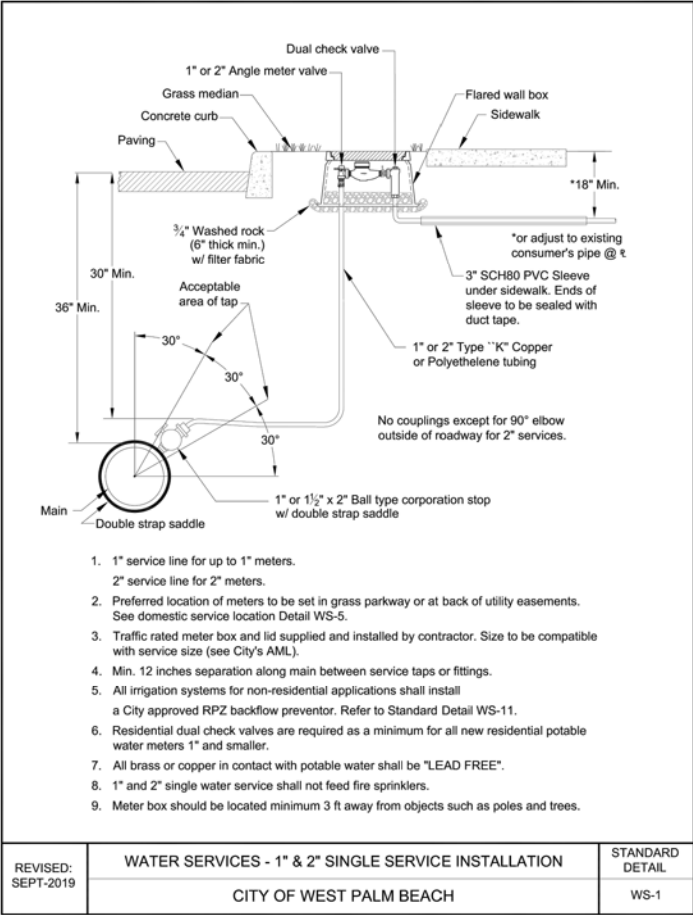 Dual check valve
1" or 2" Angle meter valve
Grass median
Concrete curb
Paving
Flared wall box
Sidewalk
*18" Min.
3/4" Washed rock
(6" thick min.)
w/ filter fabric
*or adjust to existing
consumer's pipe @ ℄
30" Min.
36" Min.
Acceptable
area of tap
3" SCH80 PVC Sleeve
under sidewalk. Ends of
sleeve to be sealed with
duct tape.
30°
30°
30°
1" or 2" Type ``K" Copper
or Polyethelene tubing
No couplings except for 90° elbow
outside of roadway for 2" services.
1" or 1½" x 2" Ball type corporation stop
w/ double strap saddle
Main
Double strap saddle
1. 1" service line for up to 1" meters.
2" service line for 2" meters.
2. Preferred location of meters to be set in grass parkway or at back of utility easements.
See domestic service location Detail WS-5.
3. Traffic rated meter box and lid supplied and installed by contractor. Size to be compatible
with service size (see City's AML).
4. Min. 12 inches separation along main between service taps or fittings.
5. All irrigation systems for non-residential applications shall install
a City approved RPZ backflow preventor. Refer to Standard Detail WS-11.
6. Residential dual check valves are required as a minimum for all new residential potable
water meters 1" and smaller.
7. All brass or copper in contact with potable water shall be "LEAD FREE".
8. 1" and 2" single water service shall not feed fire sprinklers.
9. Meter box should be located minimum 3 ft away from objects such as poles and trees.
REVISED:
SEPT-2019
WATER SERVICES - 1" & 2" SINGLE SERVICE INSTALLATION
CITY OF WEST PALM BEACH
STANDARD
DETAIL
WS-1